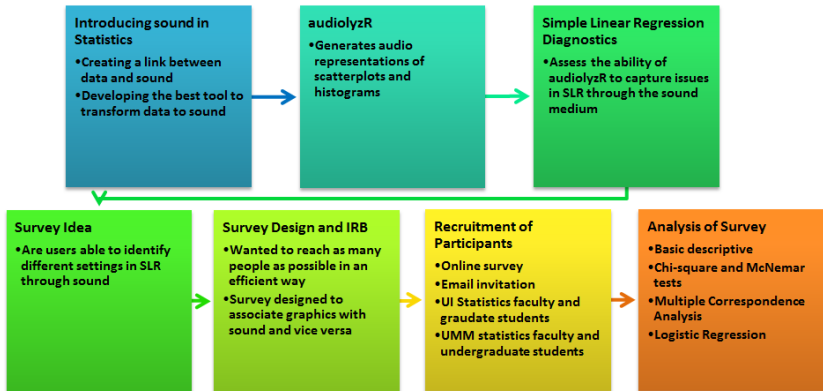 Introducing sound in
Statistics
•Creating a link between
data and sound
•Developing the best tool to
transform data to sound
audiolyzR
•Generates audio
representations of
scatterplots and
histograms
Simple Linear Regression
Diagnostics
•Assess the ability of
audiolyzR to capture issues
in SLR through the sound
medium
Survey Idea
•Are users able to identify
different settings in SLR
through sound
Survey Design and IRB
•Wanted to reach as many
people as possible in an
efficient way
•Survey designed to
associate graphics with
sound and vice versa
Recruitment of
Participants
•Online survey
•Email invitation
•UI Statistics faculty and
graudate students
•UMM statistics faculty and
undergraduate students
Analysis of Survey
•Basic descriptive
•Chi-square and McNemar
tests
•Multiple Correspondence
Analysis
•Logistic Regression